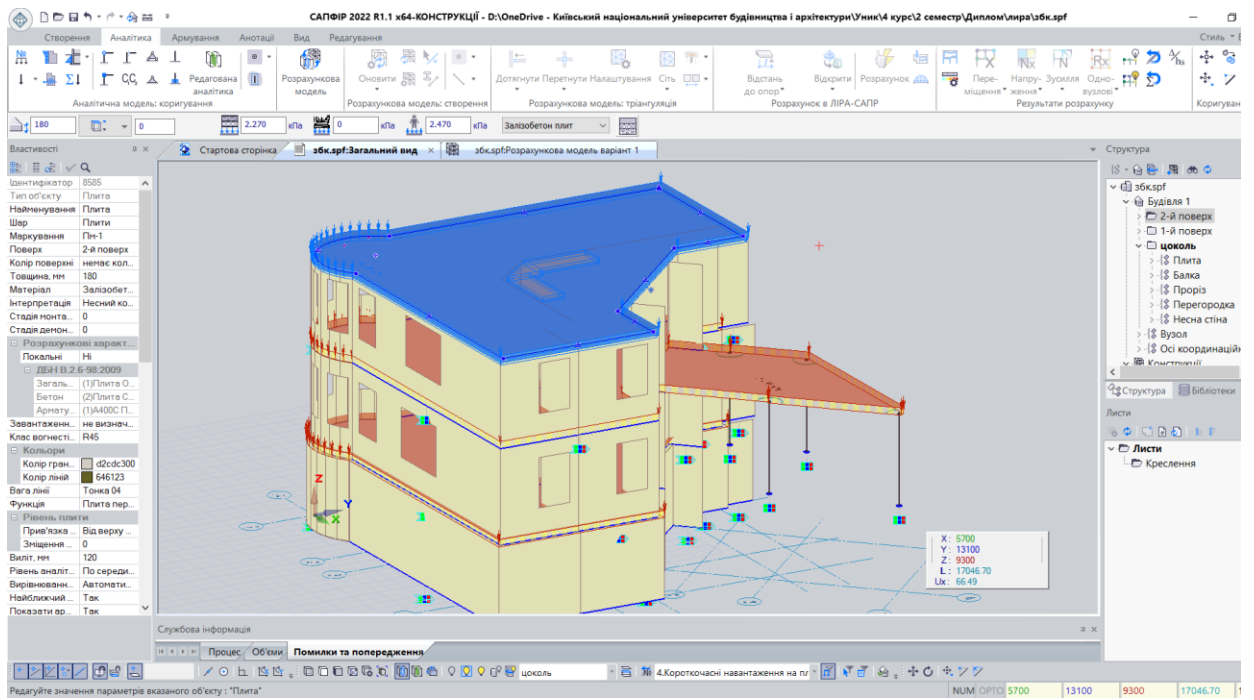 САПФІР 2022 R1.1 x64-КОНСТРУКЦІЇ - D:\OneDrive - Київський національний університет будівництва і архітектури\Уник\4 курс\2 семестр\Диплом\лира\збк.spf
Створення Аналітика Армування Анотації Вид Редагування Стиль
Редагована аналітика
Розрахункова модель
Оновити
Дотягнути Перетнути Налаштування Сіть
Відстань до опор
Відкрити Розрахунок
Пере-міщення Напру-ження Зусилля Одно-вузлові
Аналітична модель: коригування Розрахункова модель: створення Розрахункова модель: тріангуляція Розрахунок в ЛІРА-САПР Результати розрахунку Коригуван
180 0 2.270 кПа 0 кПа 2.470 кПа Залізобетон плит
Властивості
Стартова сторінка збк.spf:Загальний вид збк.spf:Розрахункова модель варіант 1
Структура
Ідентифікатор 8585
Тип об'єкту Плита
Найменування Плита
Шар Плити
Маркування Пм-1
Поверх 2-й поверх
Колір поверхні немає кол...
Товщина, мм 180
Матеріал Залізобет...
Інтерпретація Несний ко...
Стадія монта... 0
Стадія демон... 0
Розрахункові характ...
Локальні Ні
ДБН В.2.6-98:2009
Загаль... (1)Плита О...
Бетон (2)Плита С...
Армату... (1)А400С П...
Завантаженн... не визнач...
Клас вогнесті... R45
Кольори
Колір гран... d2cdc300
Колір ліній 646123
Вага лінії Тонка 04
Функція Плита пер...
Рівень плити
Прив'язка ... Від верху ...
Зміщення ... 0
Виліт, мм 120
Рівень аналіт... По середи...
Вирівнюванн... Автомати...
Найближчий ... Так
Показати ар... Так
збк.spf
Будівля 1
2-й поверх
1-й поверх
цоколь
Плита
Балка
Проріз
Перегородка
Несна стіна
Вузол
Осі координаційн
Конструкції
Структура Бібліотеки
Листи
Листи
Креслення
Z
Y
X
X: 5700
Y: 13100
Z: 9300
L: 17046.70
Ux: 66.49
Службова інформація
Процес Об'єми Помилки та попередження
цоколь 4.Короткочасні навантаження на пл
Редагуйте значення параметрів вказаного об'єкту : "Плита" NUM ОРТО 5700 13100 9300 17046.70